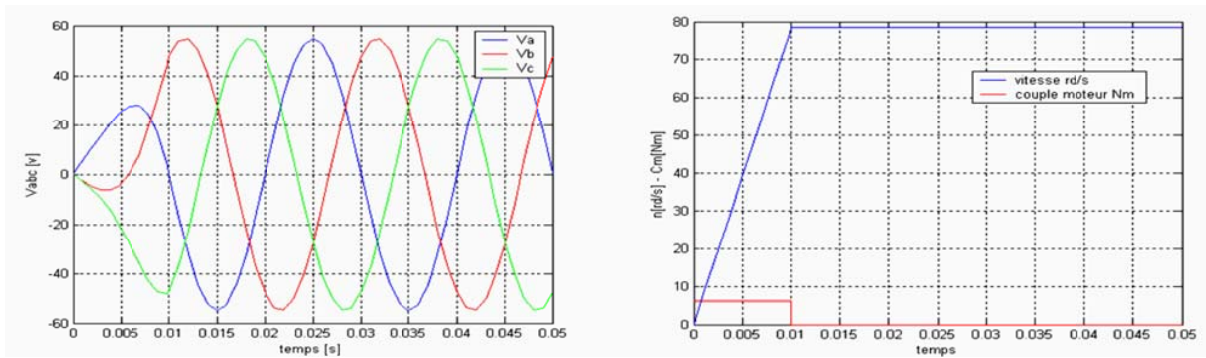 60
40
20
0
-20
-40
-60
Vabc [v]
Va
Vb
Vc
0 0.005 0.01 0.015 0.02 0.025 0.03 0.035 0.04 0.045 0.05
temps [s]
80
70
60
50
40
30
20
10
0
n[rd/s] - Cm[Nm]
vitesse rd/s
couple moteur Nm
0 0.005 0.01 0.015 0.02 0.025 0.03 0.035 0.04 0.045 0.05
temps